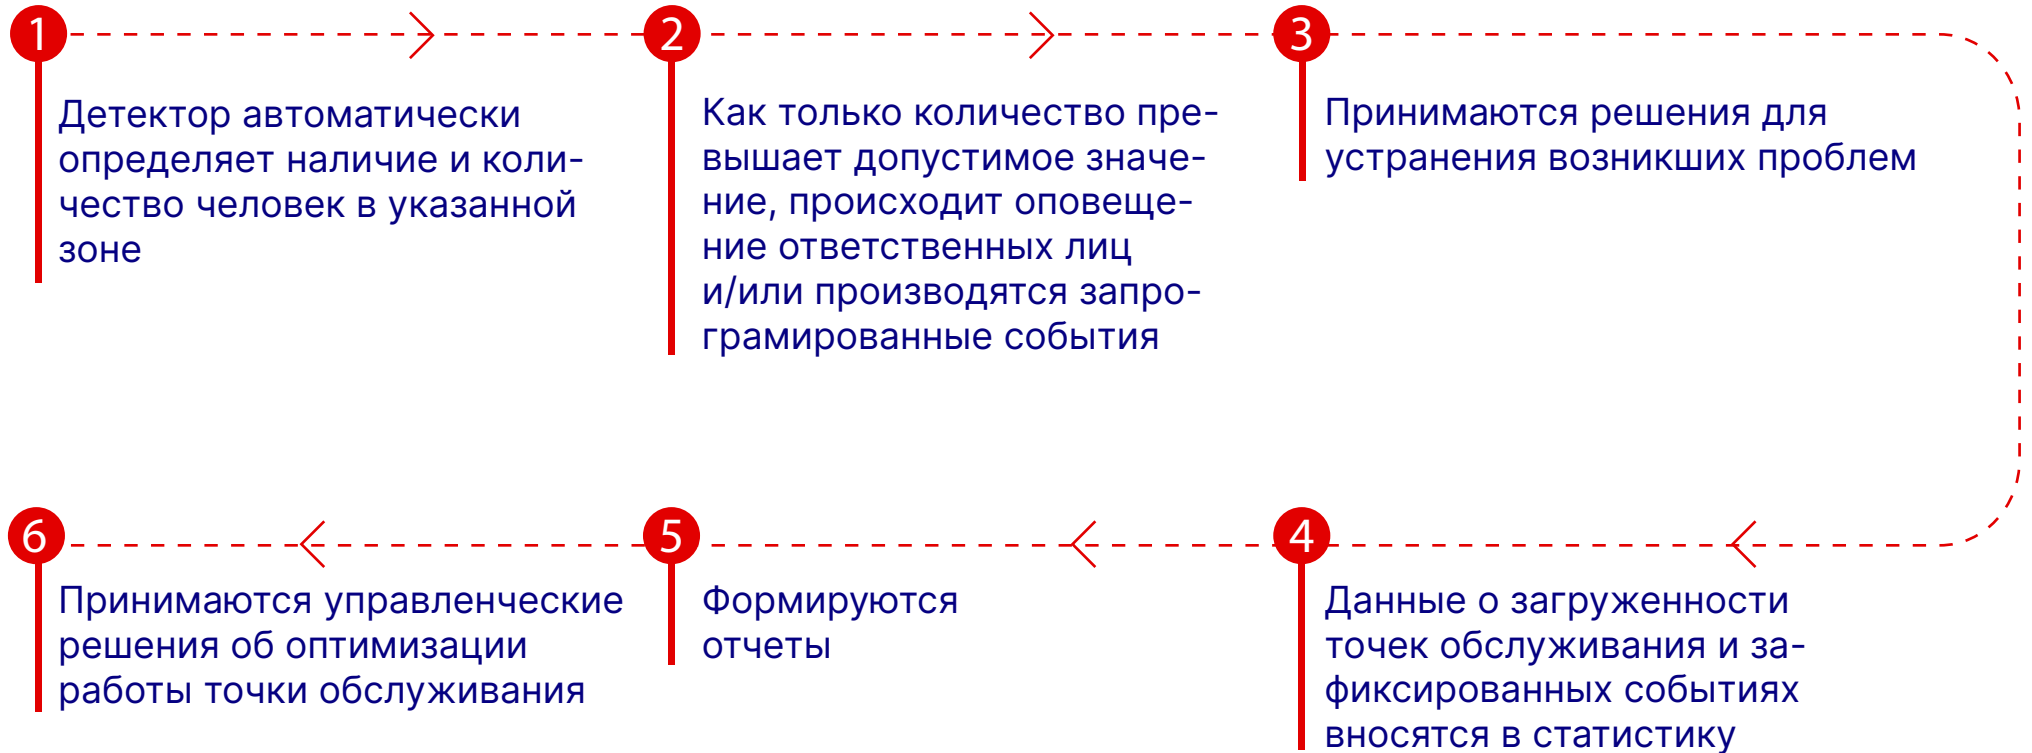 1
Детектор автоматически
определяет наличие и коли-
чество человек в указанной
зоне
2
Как только количество пре-
вышает допустимое значе-
ние, происходит оповеще-
ние ответственных лиц
и/или производятся запро-
грамированные события
3
Принимаются решения для
устранения возникших проблем
4
Данные о загруженности
точек обслуживания и за-
фиксированных событиях
вносятся в статистику
5
Формируются
отчеты
6
Принимаются управленческие
решения об оптимизации
работы точки обслуживания